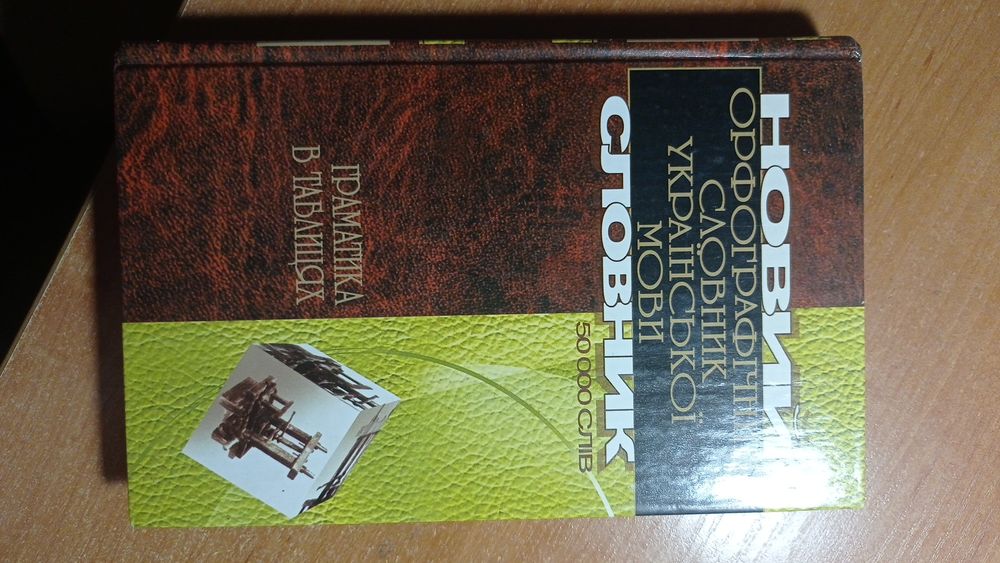 НОВИЙ
ОРФОГРАФІЧНИЙ
СЛОВНИК
УКРАЇНСЬКОЇ
МОВИ
СЛОВНИК
50 000 СЛІВ
ГРАМАТИКА
В ТАБЛИЦЯХ